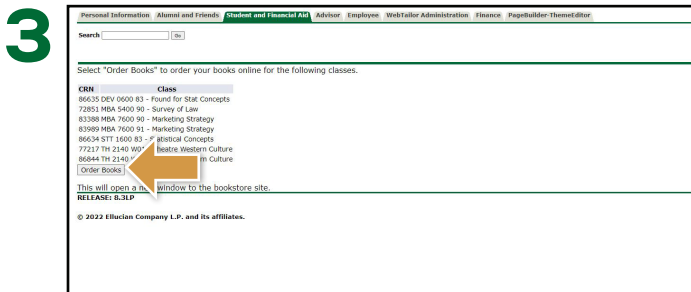 3
Personal Information Alumni and Friends Student and Financial Aid Advisor Employee WebTailor Administration Finance PageBuilder-ThemeEditor
Search Go
Select "Order Books" to order your books online for the following classes.
CRN Class
86635 DEV 0600 83 - Found for Stat Concepts
72851 MBA 5400 90 - Survey of Law
83388 MBA 7600 90 - Marketing Strategy
83989 MBA 7600 91 - Marketing Strategy
86634 STT 1600 83 - Statistical Concepts
77217 TH 2140 Theatre Western Culture
86844 TH 2140 Culture
Order Books
This will open a window to the bookstore site.
RELEASE: 8.3LP
© 2022 Ellucian Company L.P. and its affiliates.